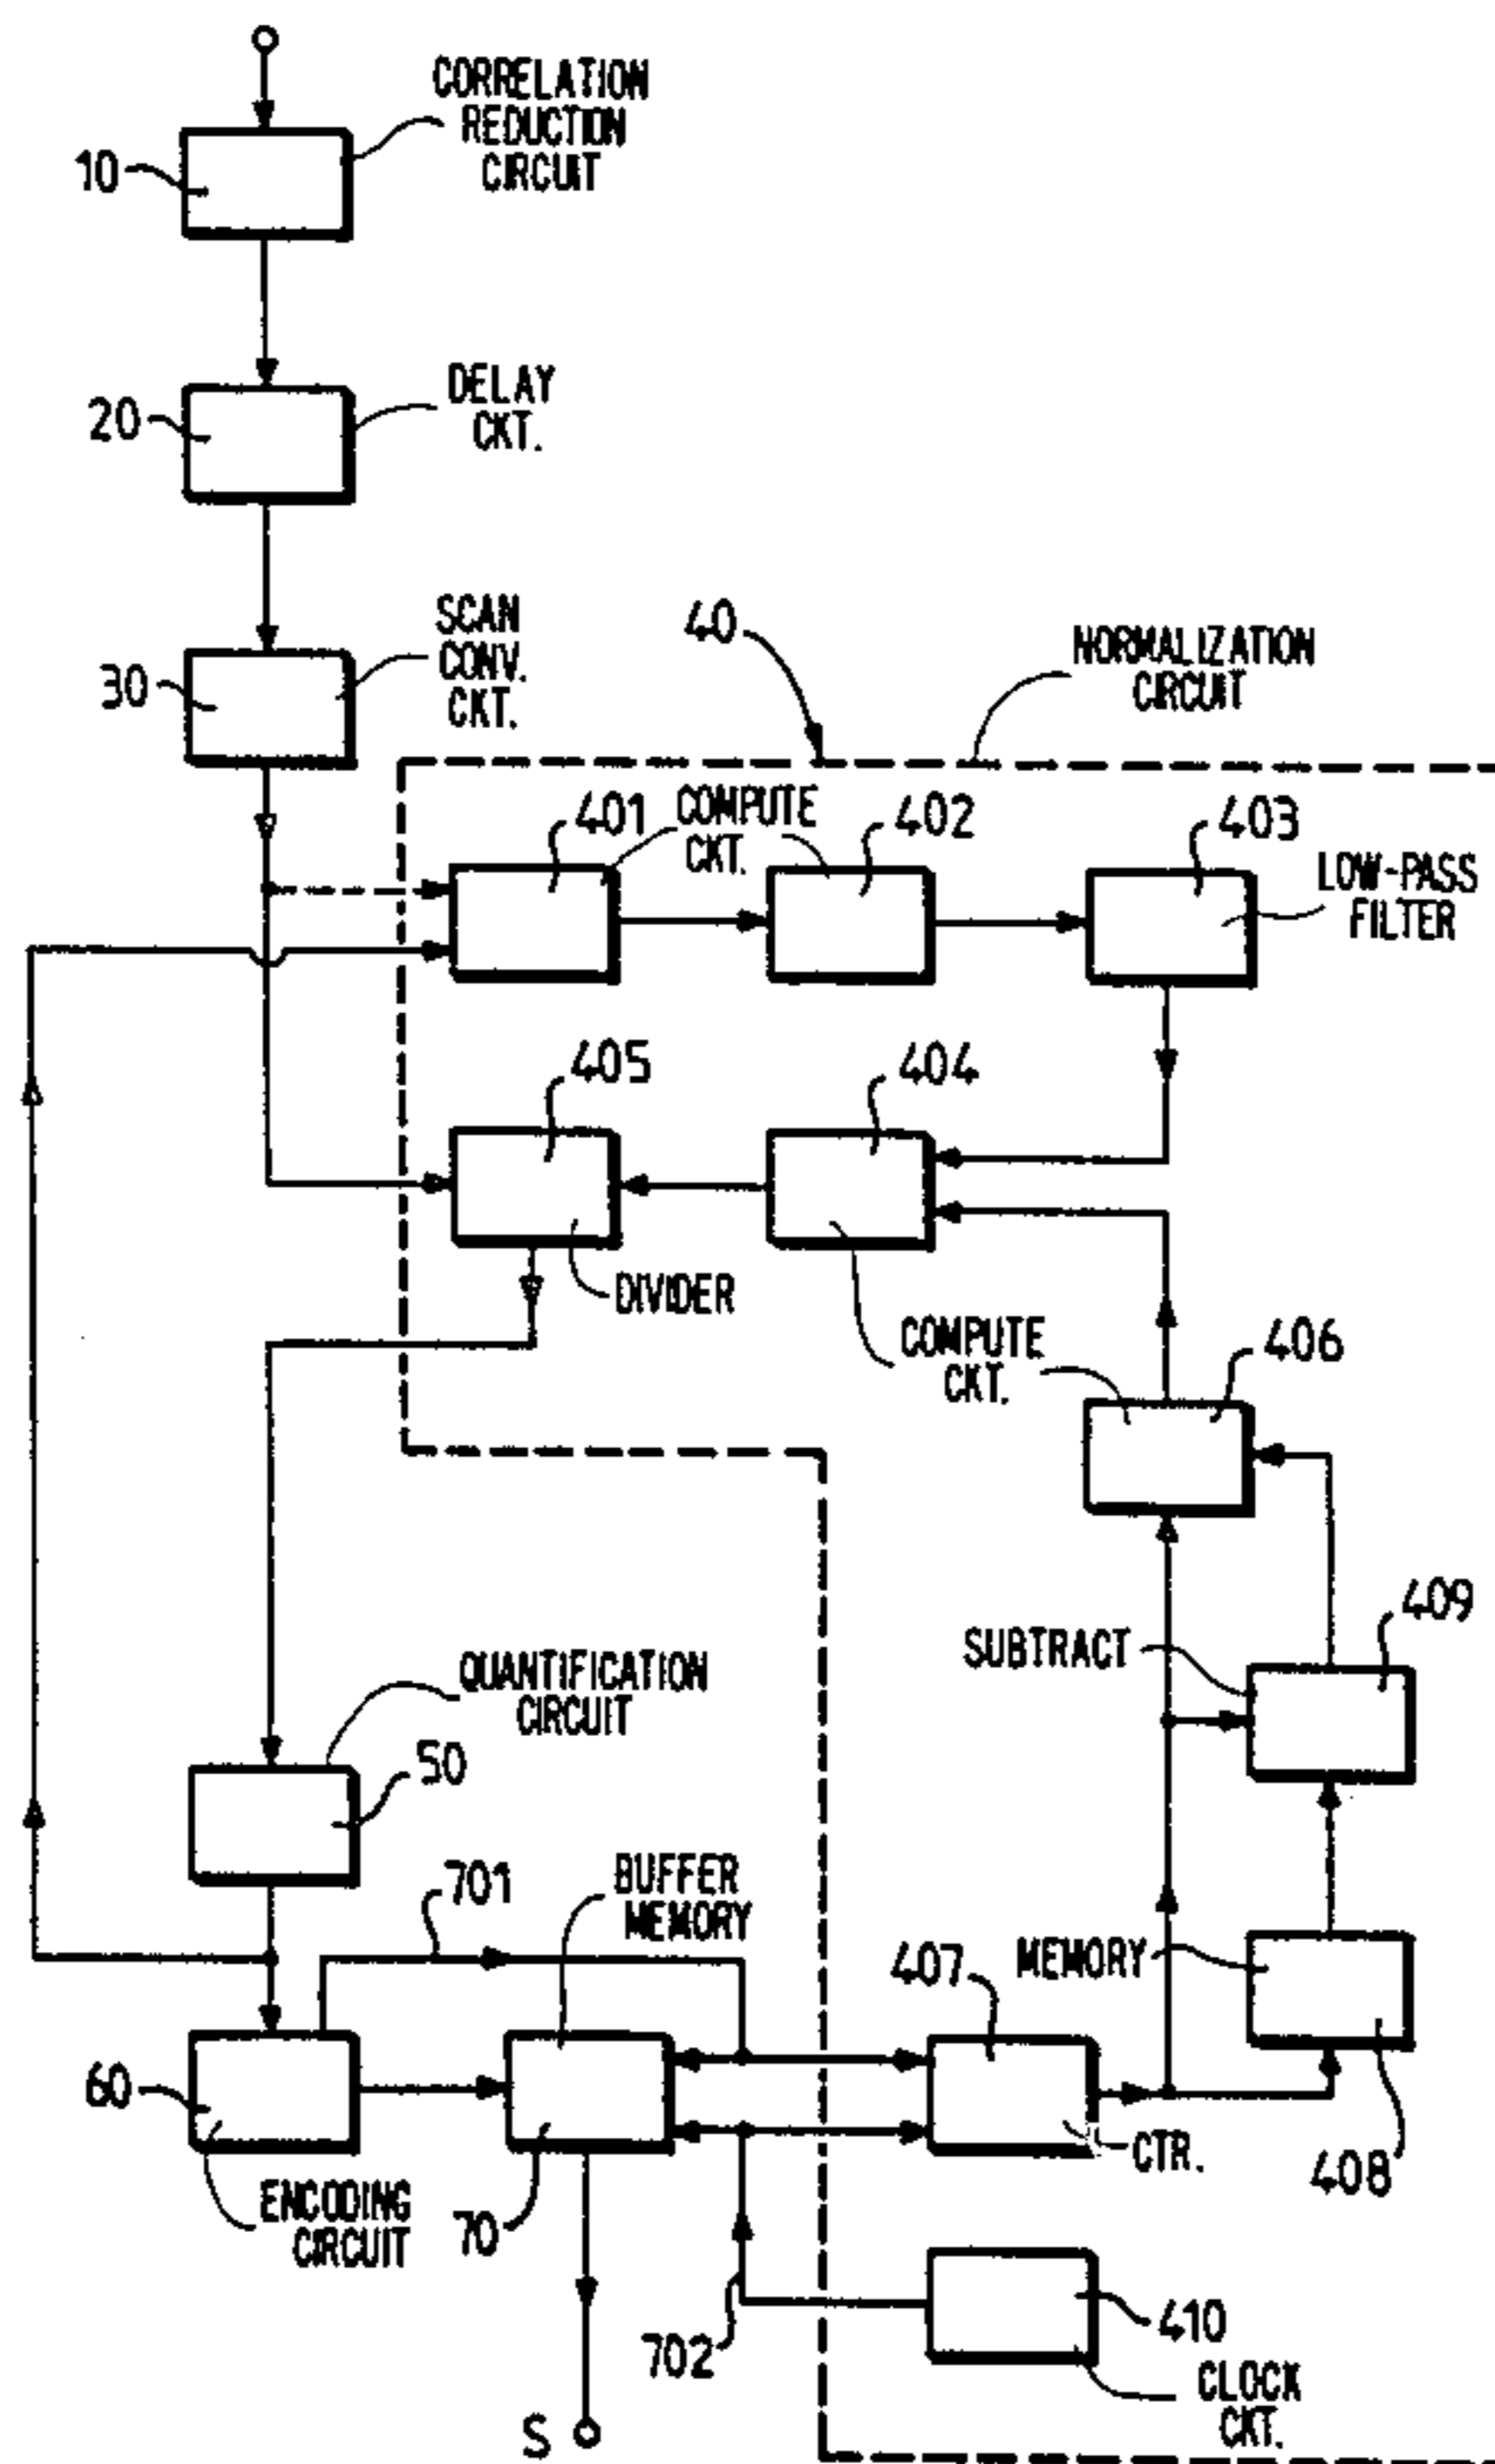 CORRELATION
REDUCTION
CIRCUIT
10
DELAY
CKT.
20
SCAN
CONV.
CKT.
30
40
NORMALIZATION
CIRCUIT
401
COMPUTE
CKT.
402
403
LOW-PASS
FILTER
405
404
DIVIDER
COMPUTE
CKT.
406
409
SUBTRACT
QUANTIFICATION
CIRCUIT
50
701
BUFFER
MEMORY
407
MEMORY
60
CTR.
408
ENCODING
CIRCUIT
70
702
410
CLOCK
CKT.
S